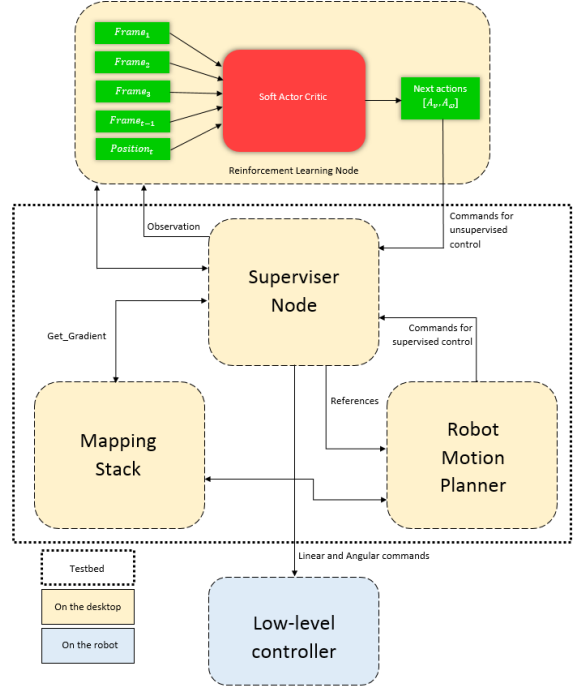 Frame₁
Frame₂
Frame₃
Frameₜ₋₁
Positionₜ
Soft Actor Critic
Next actions
[Aᵥ, A_ω]
Reinforcement Learning Node
Observation
Commands for
unsupervised
control
Superviser
Node
Get_Gradient
Commands for
supervised control
References
Mapping
Stack
Robot
Motion
Planner
Linear and Angular commands
Testbed
On the desktop
On the robot
Low-level
controller